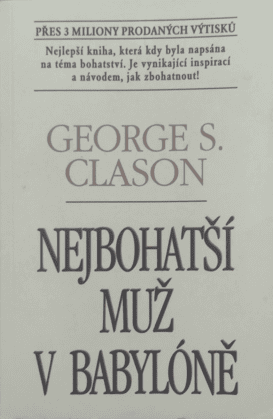 PŘES 3 MILIONY PRODANÝCH VÝTISKŮ
Nejlepší kniha, která kdy byla napsána
na téma bohatství. Je vynikající inspirací
a návodem, jak zbohatnout!
GEORGE S.
CLASON
NEJBOHATŠÍ
MUŽ
V BABYLÓNĚ